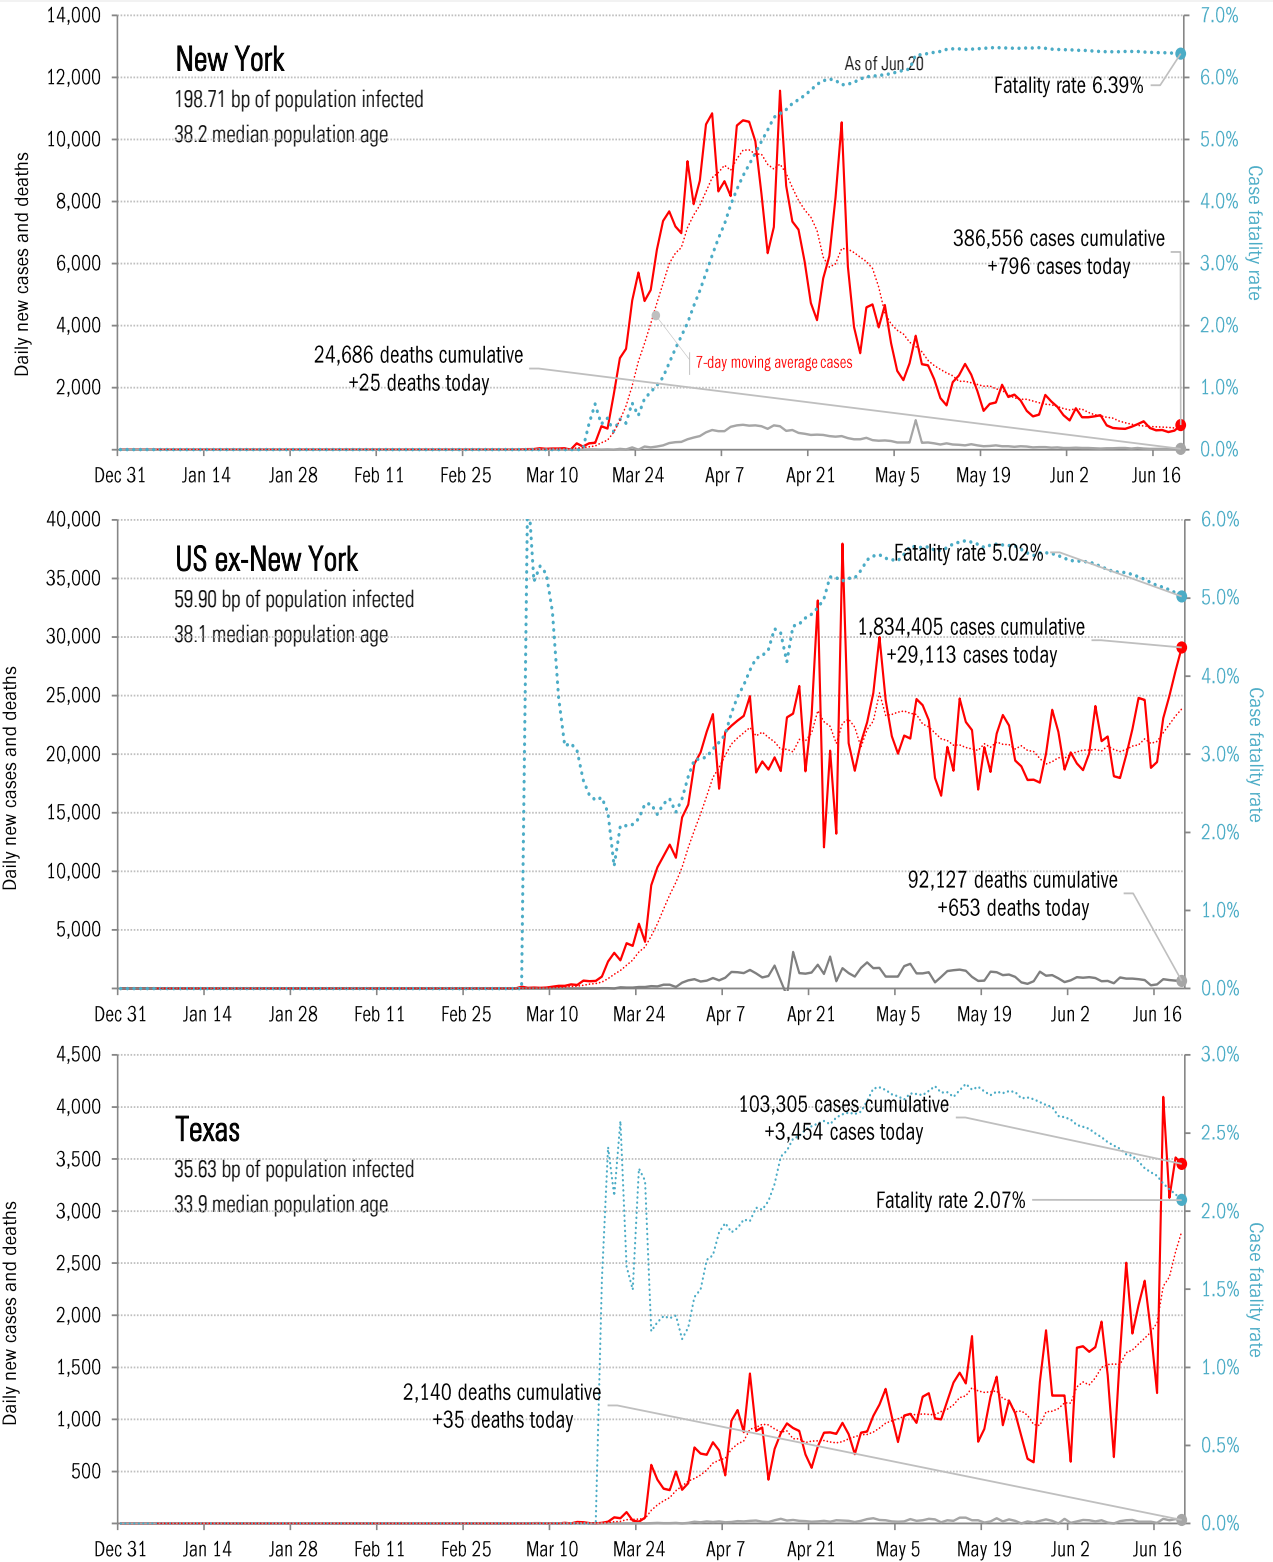 14,000
7.0%
New York
198.71 bp of population infected
38.2 median population age
As of Jun 20
Fatality rate 6.39%
12,000
6.0%
10,000
5.0%
8,000
4.0%
386,556 cases cumulative
+796 cases today
6,000
3.0%
4,000
2.0%
24,686 deaths cumulative
+25 deaths today
7-day moving average cases
2,000
1.0%
0.0%
Daily new cases and deaths
Case fatality rate
Dec 31 Jan 14 Jan 28 Feb 11 Feb 25 Mar 10 Mar 24 Apr 7 Apr 21 May 5 May 19 Jun 2 Jun 16
40,000
6.0%
US ex-New York
59.90 bp of population infected
38.1 median population age
Fatality rate 5.02%
35,000
5.0%
1,834,405 cases cumulative
+29,113 cases today
30,000
25,000
4.0%
20,000
3.0%
15,000
2.0%
10,000
92,127 deaths cumulative
+653 deaths today
5,000
1.0%
0.0%
Daily new cases and deaths
Case fatality rate
Dec 31 Jan 14 Jan 28 Feb 11 Feb 25 Mar 10 Mar 24 Apr 7 Apr 21 May 5 May 19 Jun 2 Jun 16
4,500
3.0%
4,000
103,305 cases cumulative
+3,454 cases today
Texas
35.63 bp of population infected
33.9 median population age
2.5%
3,500
Fatality rate 2.07%
3,000
2.0%
2,500
1.5%
2,000
1,500
1.0%
2,140 deaths cumulative
+35 deaths today
1,000
0.5%
500
0.0%
Daily new cases and deaths
Case fatality rate
Dec 31 Jan 14 Jan 28 Feb 11 Feb 25 Mar 10 Mar 24 Apr 7 Apr 21 May 5 May 19 Jun 2 Jun 16